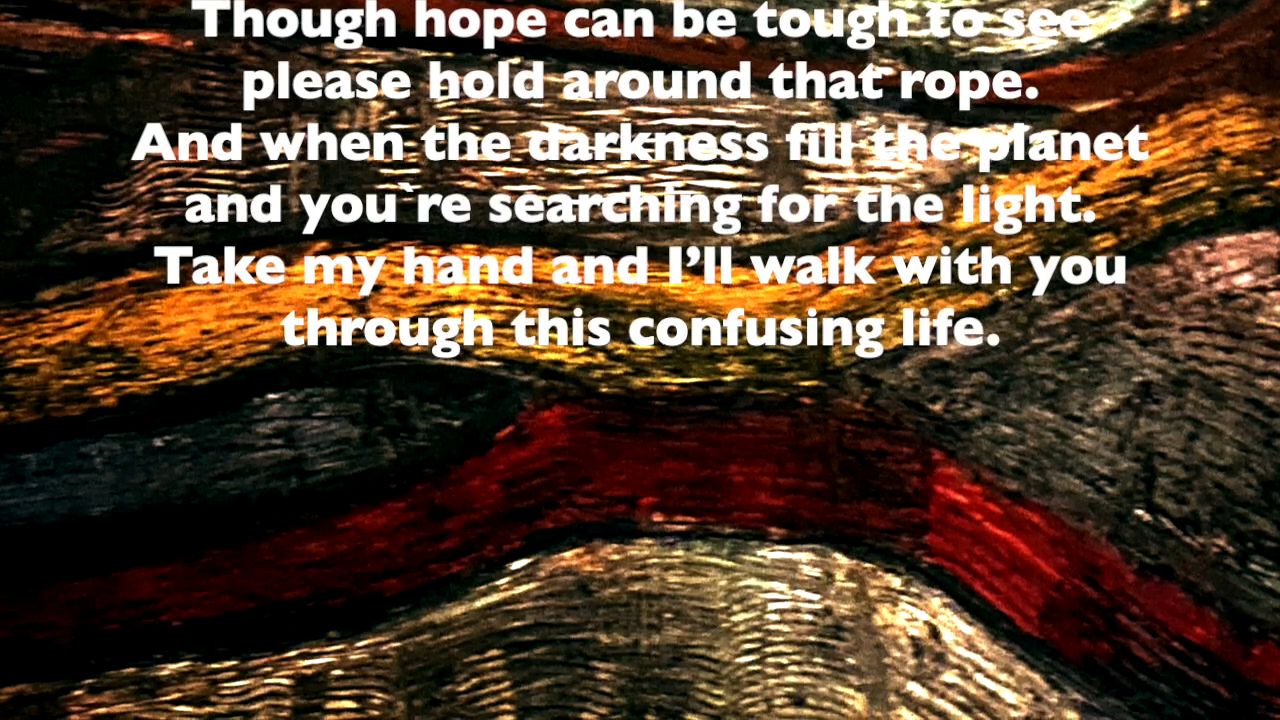 Though hope can be tough to see
please hold around that rope.
And when the darkness fill the planet
and you`re searching for the light.
Take my hand and I’ll walk with you
through this confusing life.